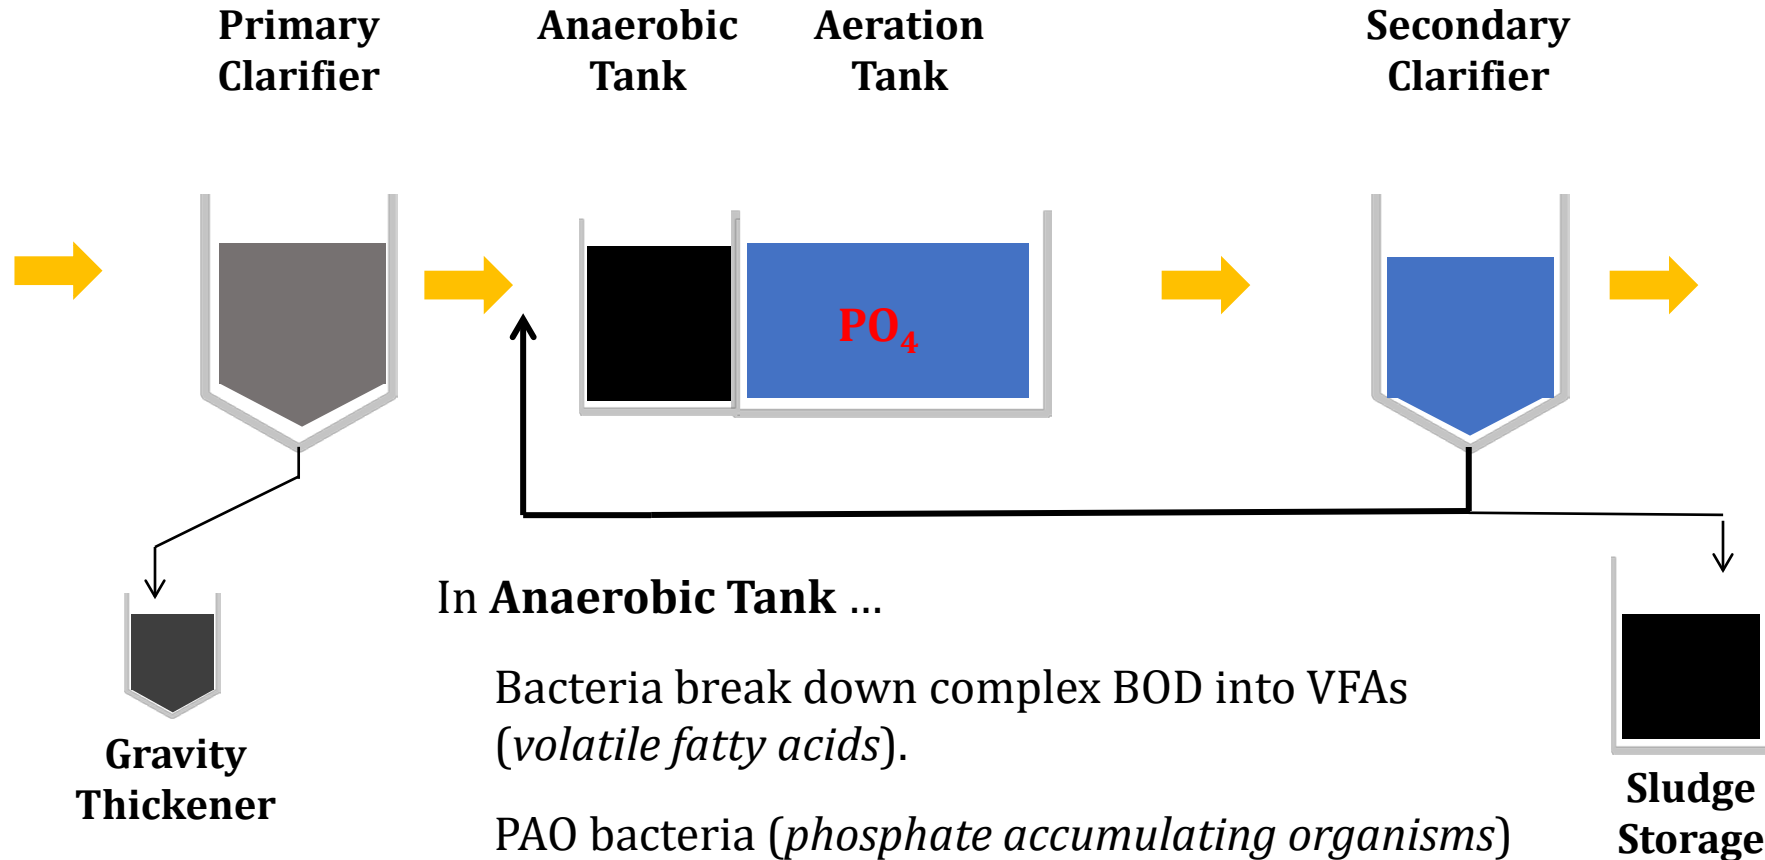 Primary
Clarifier
Anaerobic
Tank
Aeration
Tank
Secondary
Clarifier
PO₄
In Anaerobic Tank …
Bacteria break down complex BOD into VFAs
(volatile fatty acids).
PAO bacteria (phosphate accumulating organisms)
Gravity
Thickener
Sludge
Storage